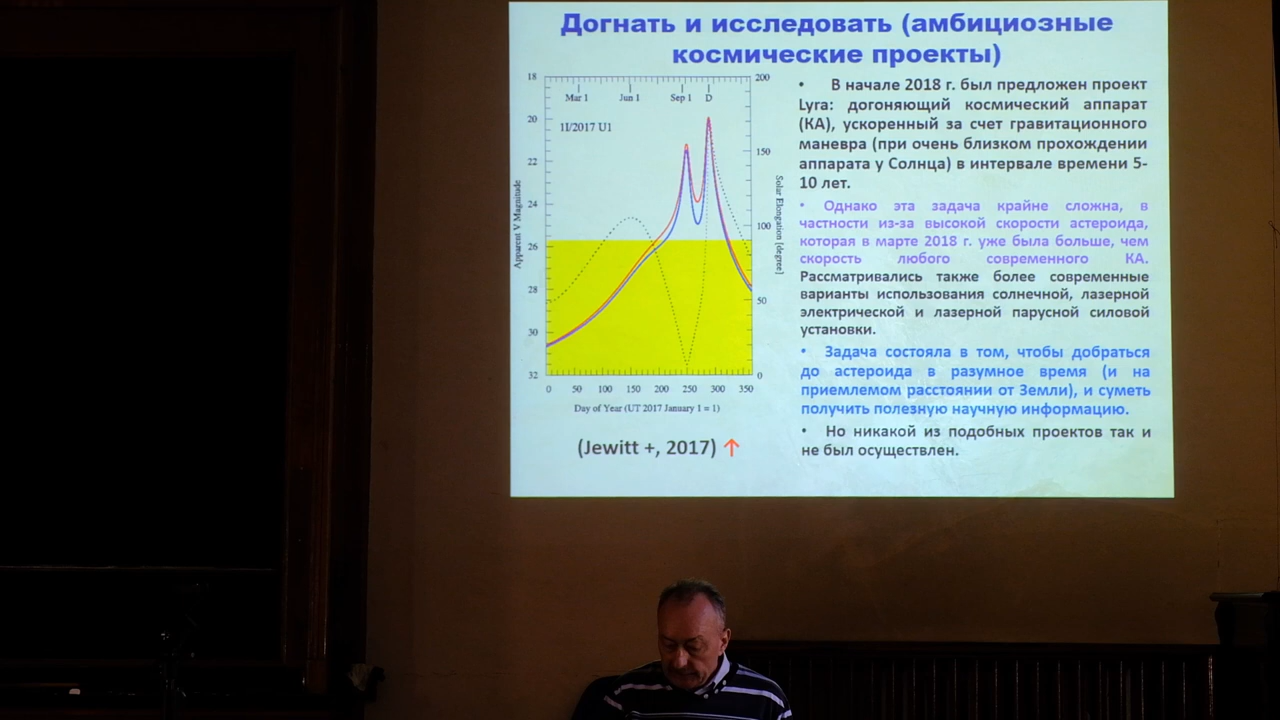 Догнать и исследовать (амбициозные
космические проекты)
18
20
22
24
26
28
30
32
Apparent V Magnitude
Mar 1
Jun 1
Sep 1
D
1I/2017 U1
200
150
100
50
0
Solar Elongation [degree]
0
50
100
150
200
250
300
350
Day of Year (UT 2017 January 1 = 1)
(Jewitt +, 2017) ↑
• В начале 2018 г. был предложен проект
Lyra: догоняющий космический аппарат
(КА), ускоренный за счет гравитационного
маневра (при очень близком прохождении
аппарата у Солнца) в интервале времени 5-
10 лет.
• Однако эта задача крайне сложна, в
частности из-за высокой скорости астероида,
которая в марте 2018 г. уже была больше, чем
скорость любого современного КА.
Рассматривались также более современные
варианты использования солнечной, лазерной
электрической и лазерной парусной силовой
установки.
• Задача состояла в том, чтобы добраться
до астероида в разумное время (и на
приемлемом расстоянии от Земли), и суметь
получить полезную научную информацию.
• Но никакой из подобных проектов так и
не был осуществлен.